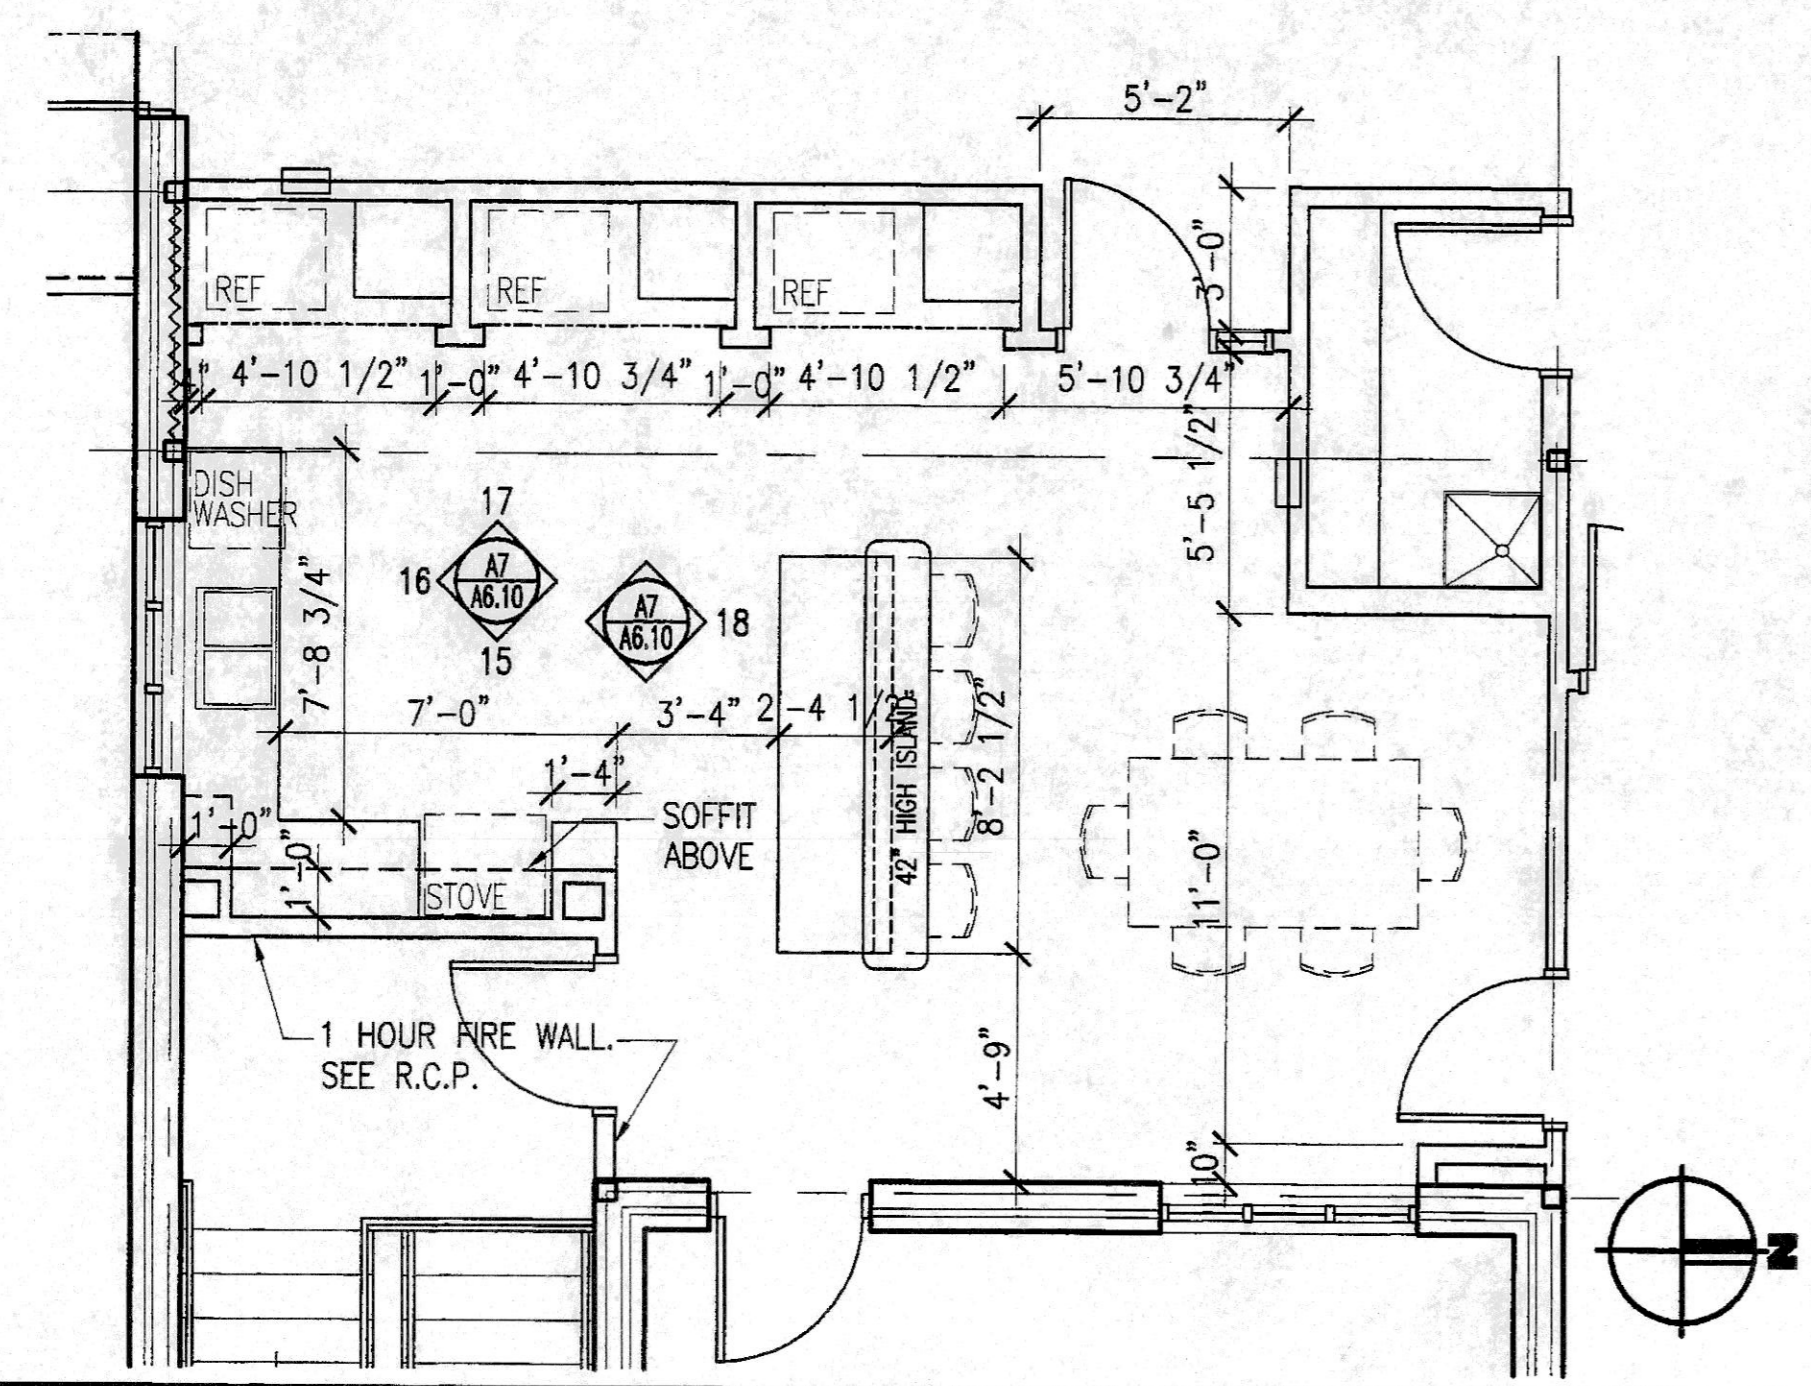 5'-2"
3'-0"
REF
REF
REF
4'-10 1/2"
1'-0"
4'-10 3/4"
1'-0"
4'-10 1/2"
5'-10 3/4"
5'-5 1/2"
DISH
WASHER
17
16
A7
A6.10
15
A7
A6.10
18
7'-8 3/4"
7'-0"
3'-4"
42" HIGH ISLAND
8'-2 1/2"
1'-4"
SOFFIT
ABOVE
1'-0"
1'-0"
STOVE
11'-0"
1 HOUR FIRE WALL.
SEE R.C.P.
4'-9"
10"
N